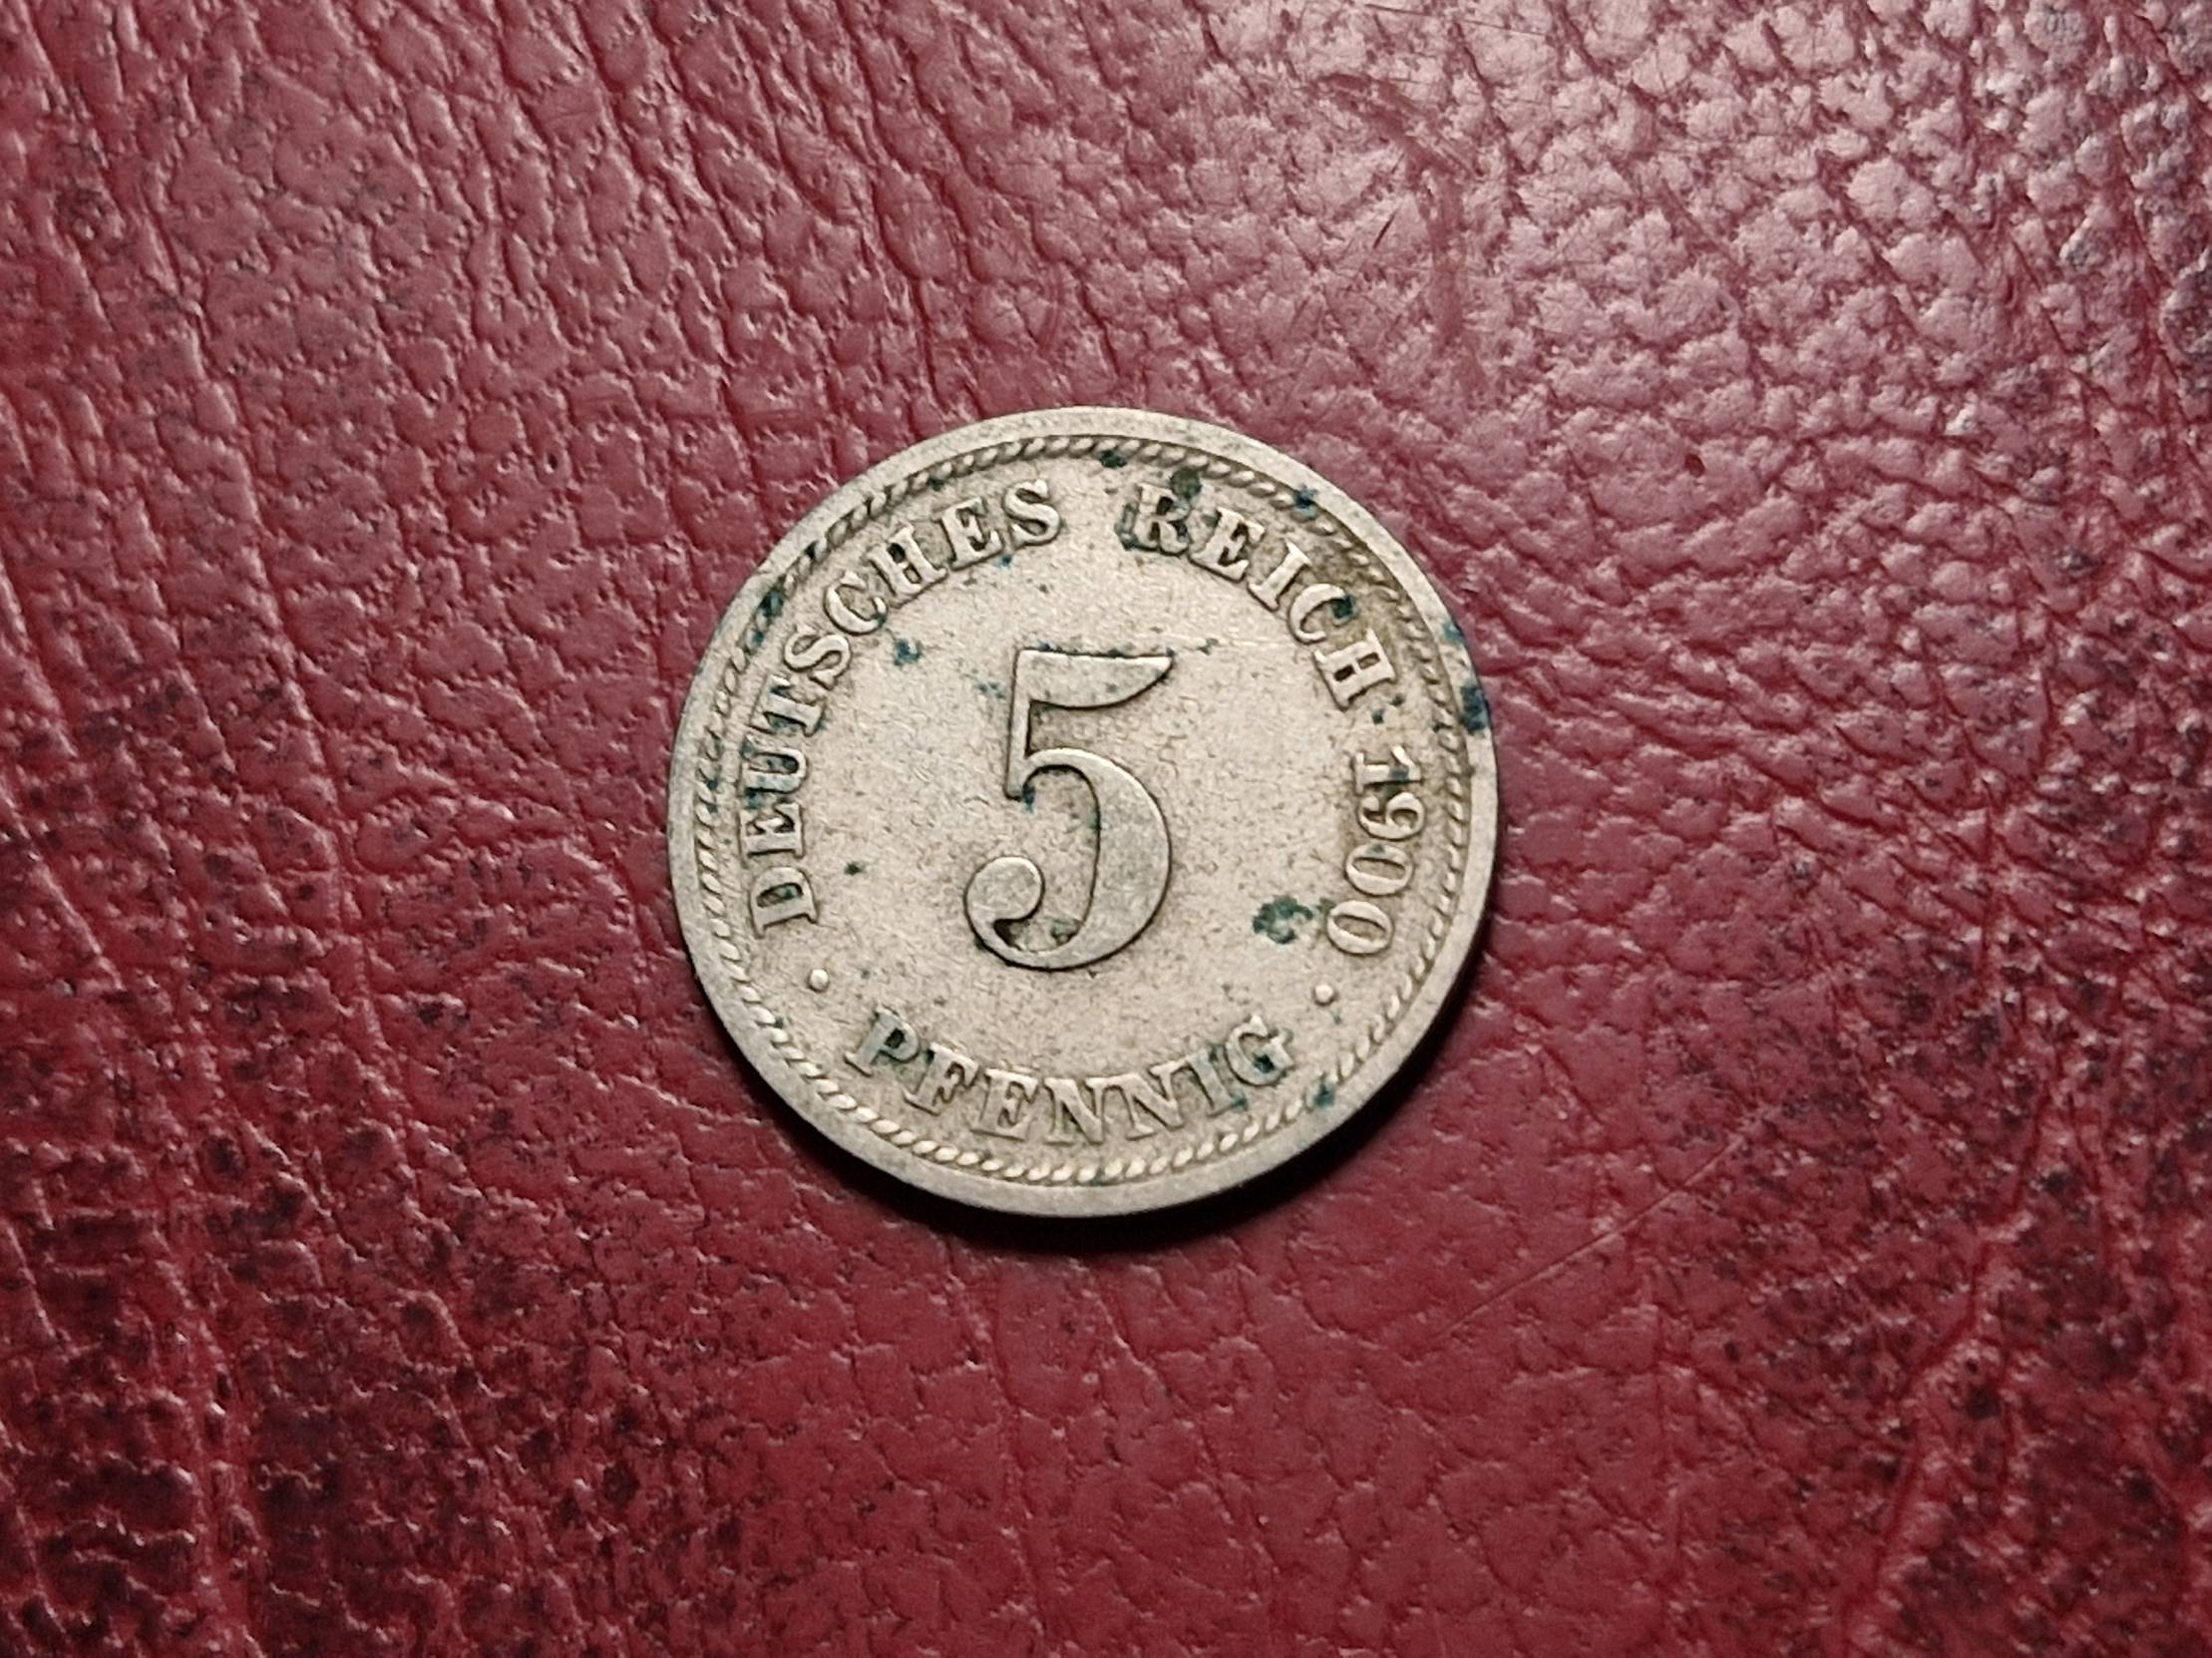 DEUTSCHES REICH 1900
5
· PFENNIG ·